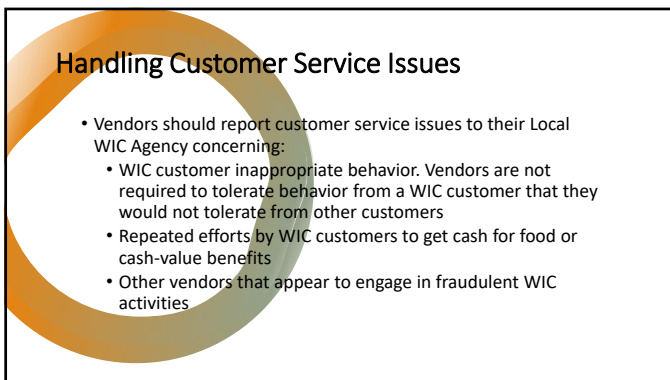 Handling Customer Service Issues
• Vendors should report customer service issues to their Local
WIC Agency concerning:
• WIC customer inappropriate behavior. Vendors are not
required to tolerate behavior from a WIC customer that they
would not tolerate from other customers
• Repeated efforts by WIC customers to get cash for food or
cash-value benefits
• Other vendors that appear to engage in fraudulent WIC
activities